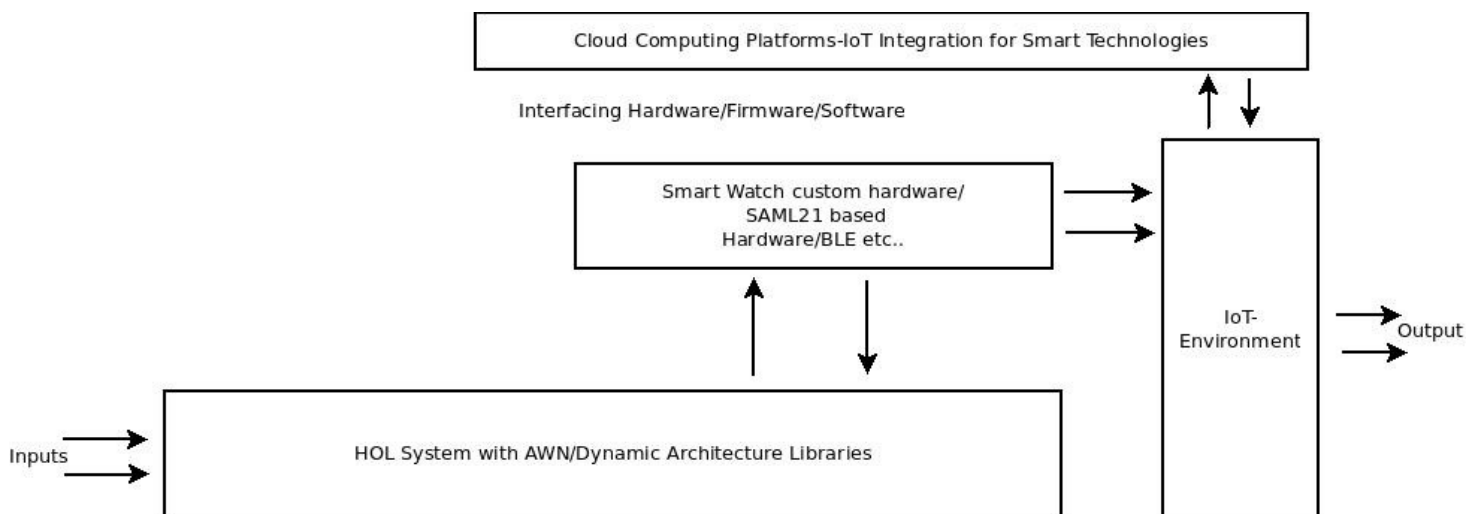 Cloud Computing Platforms-IoT Integration for Smart Technologies
Interfacing Hardware/Firmware/Software
Smart Watch custom hardware/
SAML21 based
Hardware/BLE etc..
IoT-
Environment
Output
Inputs
HOL System with AWN/Dynamic Architecture Libraries